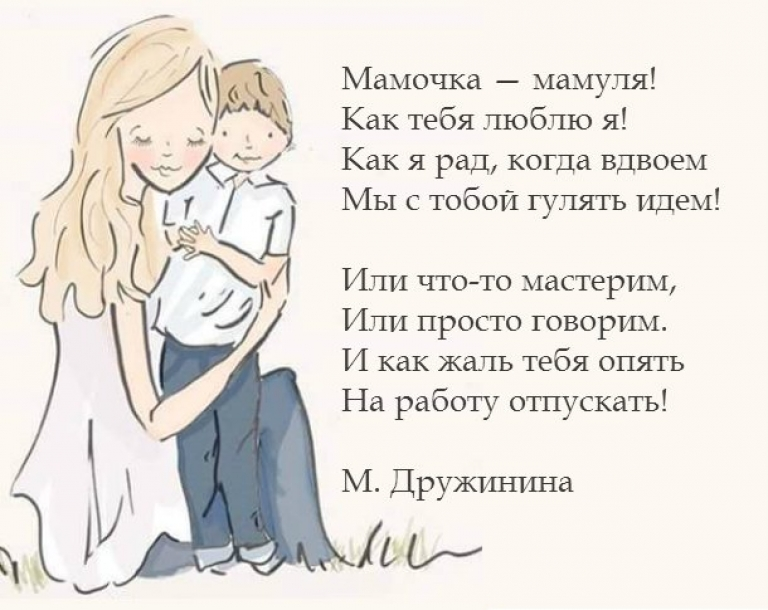 Мамочка — мамуля!
Как тебя люблю я!
Как я рад, когда вдвоем
Мы с тобой гулять идем!
Или что-то мастерим,
Или просто говорим.
И как жаль тебя опять
На работу отпускать!
М. Дружинина